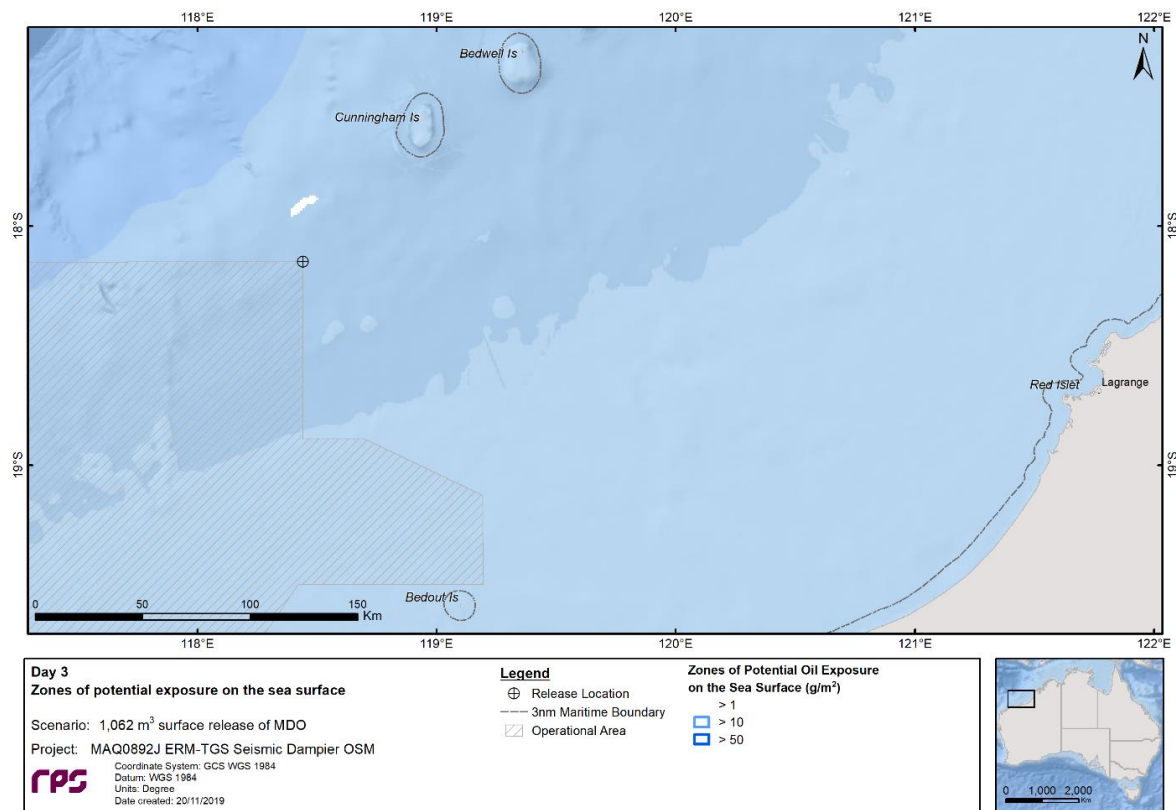 118°E
119°E
120°E
121°E
122°E
N
Bedwell Is
Cunningham Is
18°S
18°S
Red Islet
Lagrange
19°S
19°S
Bedout Is
0 50 100 150
Km
118°E
119°E
120°E
121°E
122°E
Day 3
Zones of potential exposure on the sea surface
Scenario: 1,062 m³ surface release of MDO
Project: MAQ0892J ERM-TGS Seismic Dampier OSM
rps
Coordinate System: GCS WGS 1984
Datum: WGS 1984
Units: Degree
Date created: 20/11/2019
Legend
Release Location
3nm Maritime Boundary
Operational Area
Zones of Potential Oil Exposure
on the Sea Surface (g/m²)
> 1
> 10
> 50
0 1,000 2,000
Km